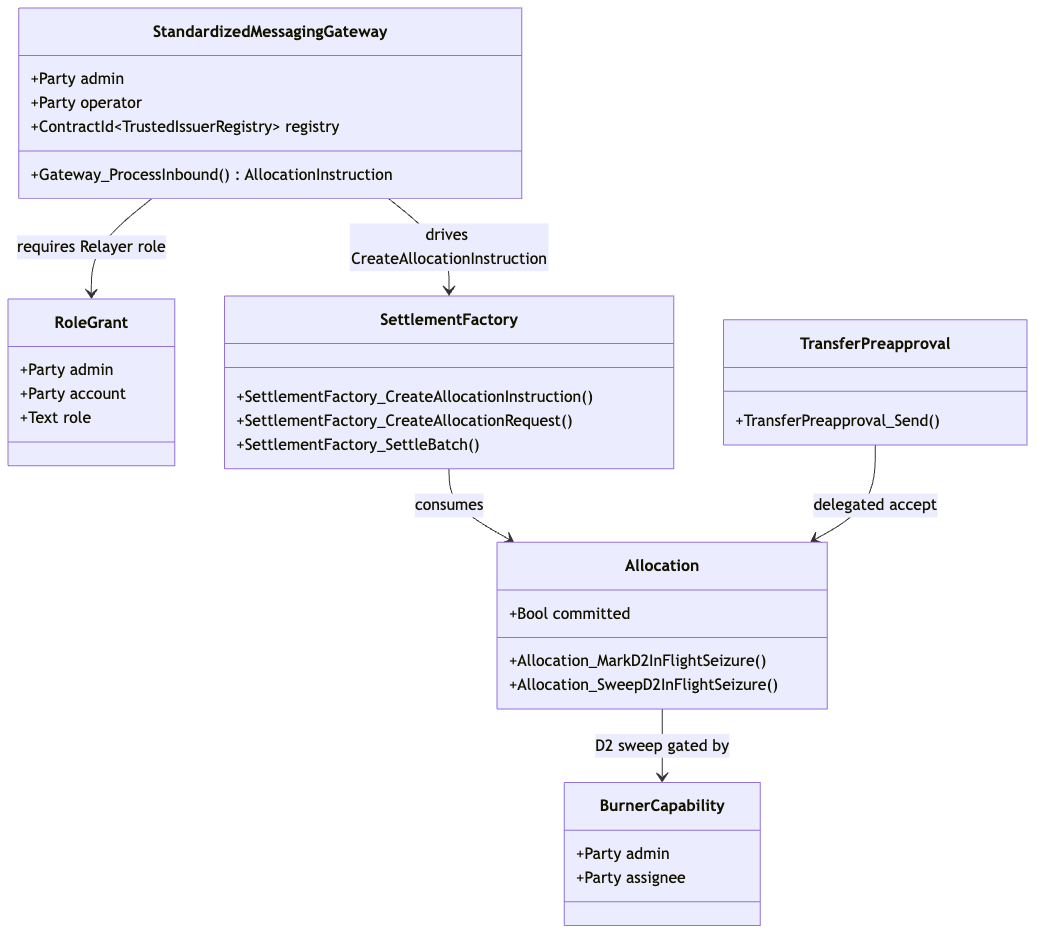 StandardizedMessagingGateway
+Party admin
+Party operator
+ContractId<TrustedIssuerRegistry> registry
+Gateway_ProcessInbound() : AllocationInstruction
requires Relayer role
drives
CreateAllocationInstruction
RoleGrant
+Party admin
+Party account
+Text role
SettlementFactory
+SettlementFactory_CreateAllocationInstruction()
+SettlementFactory_CreateAllocationRequest()
+SettlementFactory_SettleBatch()
TransferPreapproval
+TransferPreapproval_Send()
consumes
delegated accept
Allocation
+Bool committed
+Allocation_MarkD2InFlightSeizure()
+Allocation_SweepD2InFlightSeizure()
D2 sweep gated by
BurnerCapability
+Party admin
+Party assignee